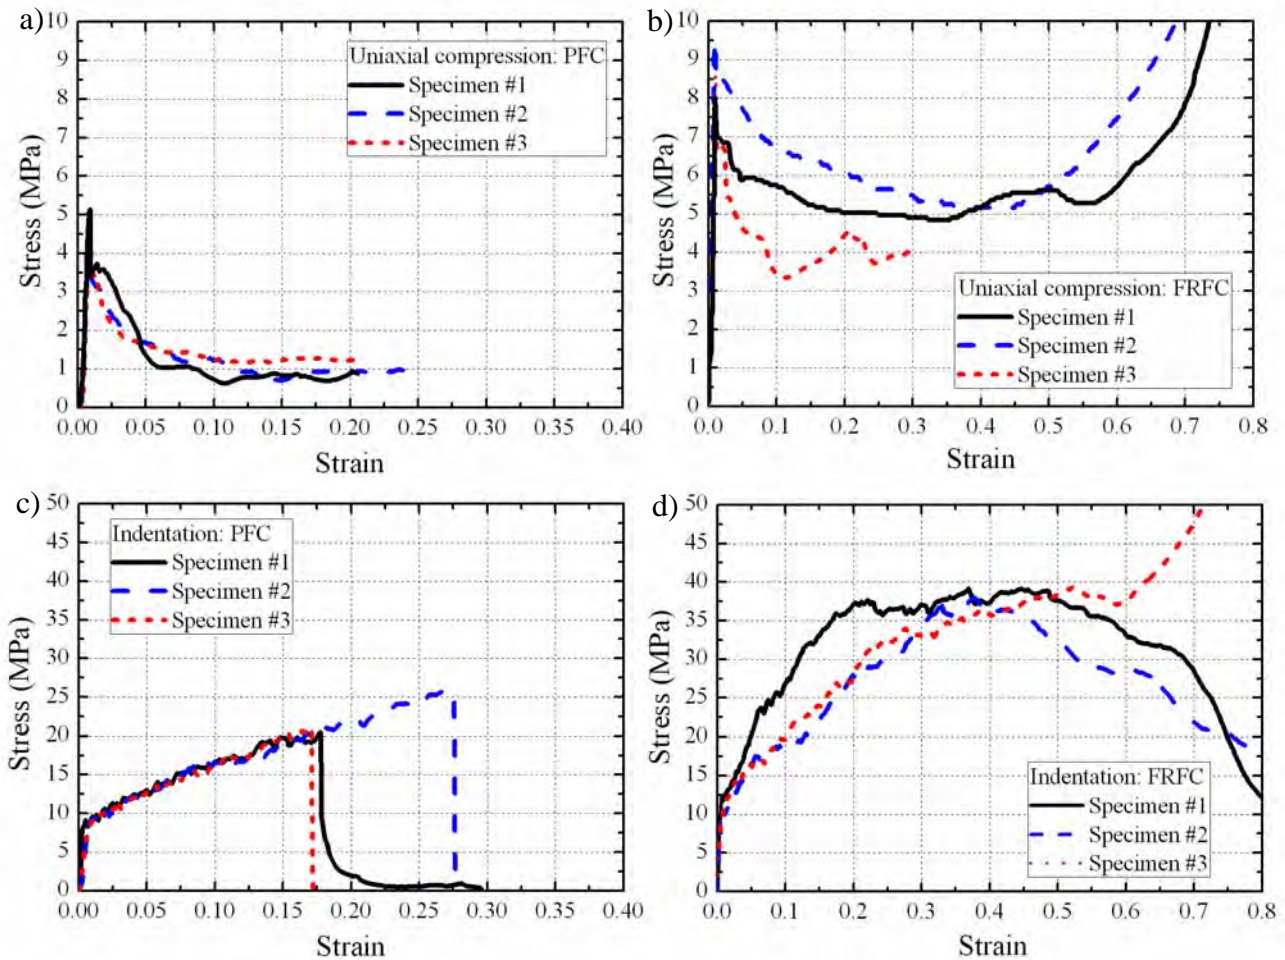 a)
10
9
8
7
6
5
4
3
2
1
0
Stress (MPa)
Uniaxial compression: PFC
Specimen #1
Specimen #2
Specimen #3
0.00 0.05 0.10 0.15 0.20 0.25 0.30 0.35 0.40
Strain
b)
10
9
8
7
6
5
4
3
2
1
0
Stress (MPa)
Uniaxial compression: FRFC
Specimen #1
Specimen #2
Specimen #3
0.0 0.1 0.2 0.3 0.4 0.5 0.6 0.7 0.8
Strain
c)
50
45
40
35
30
25
20
15
10
5
0
Stress (MPa)
Indentation: PFC
Specimen #1
Specimen #2
Specimen #3
0.00 0.05 0.10 0.15 0.20 0.25 0.30 0.35 0.40
Strain
d)
50
45
40
35
30
25
20
15
10
5
0
Stress (MPa)
Indentation: FRFC
Specimen #1
Specimen #2
Specimen #3
0.0 0.1 0.2 0.3 0.4 0.5 0.6 0.7 0.8
Strain